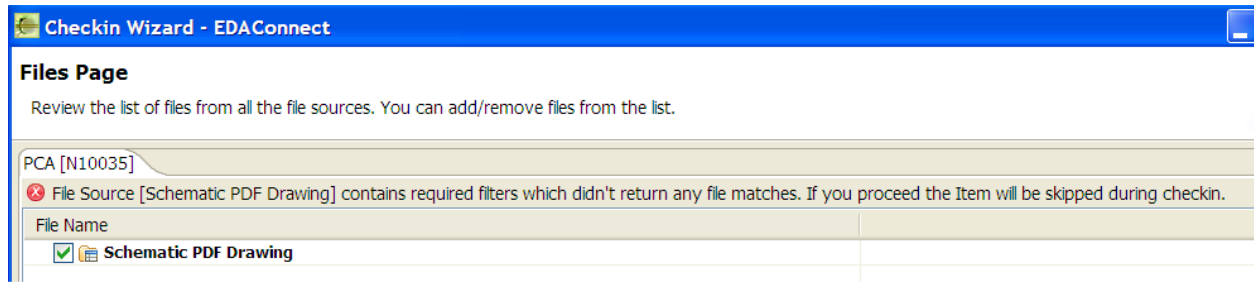 Checkin Wizard - EDAConnect
Files Page
Review the list of files from all the file sources. You can add/remove files from the list.
PCA [N10035]
File Source [Schematic PDF Drawing] contains required filters which didn't return any file matches. If you proceed the Item will be skipped during checkin.
File Name
Schematic PDF Drawing